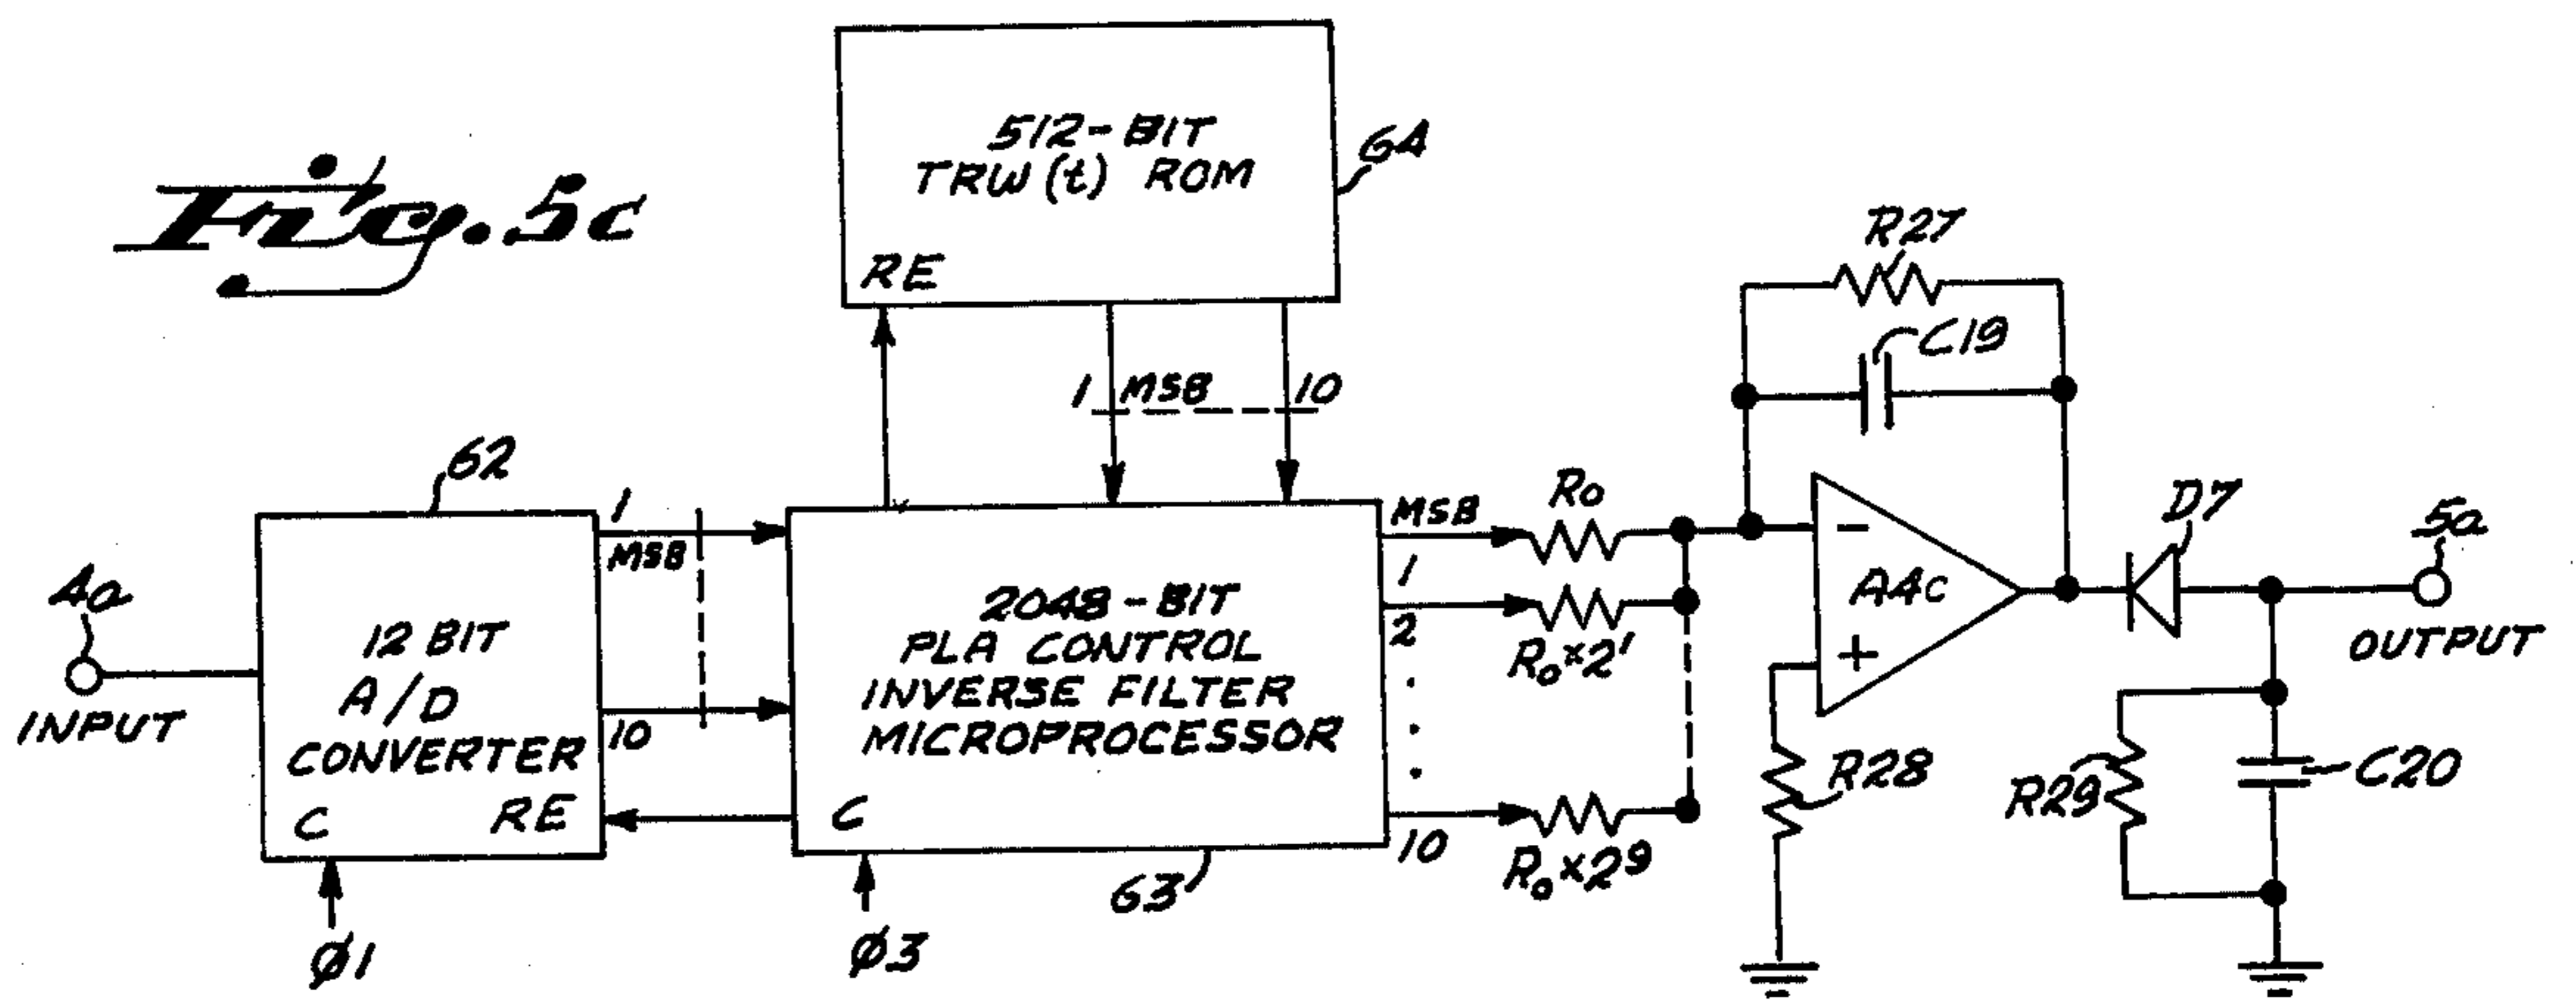 Fig. 5c
512-BIT
TRW(t) ROM
RE
64
1 MSB 10
62
4a
INPUT
12 BIT
A/D
CONVERTER
C RE
Ø1
1
MSB
10
2048-BIT
PLA CONTROL
INVERSE FILTER
MICROPROCESSOR
C
Ø3
63
MSB
1
2
10
Ro
Ro×2¹
Ro×2⁹
R27
C19
-
A4c
+
R28
D7
5a
OUTPUT
R29
C20